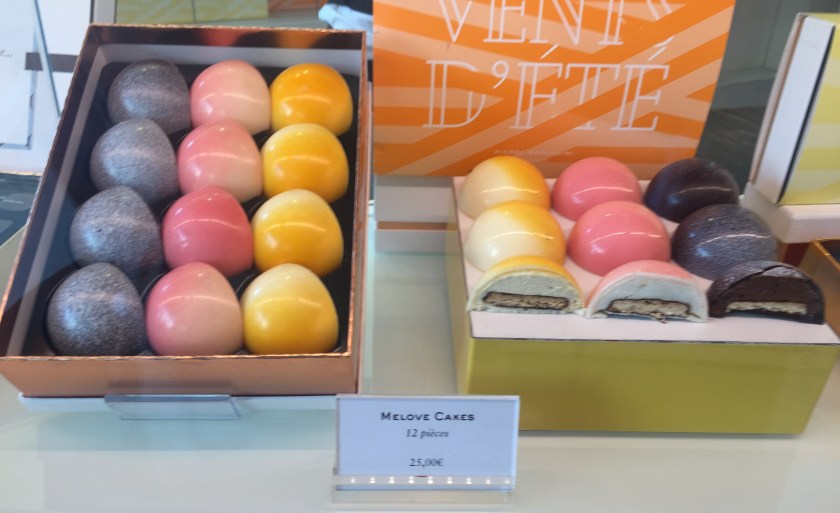 D'ÉTÉ
MELOVE CAKES
12 pièces
25,00€